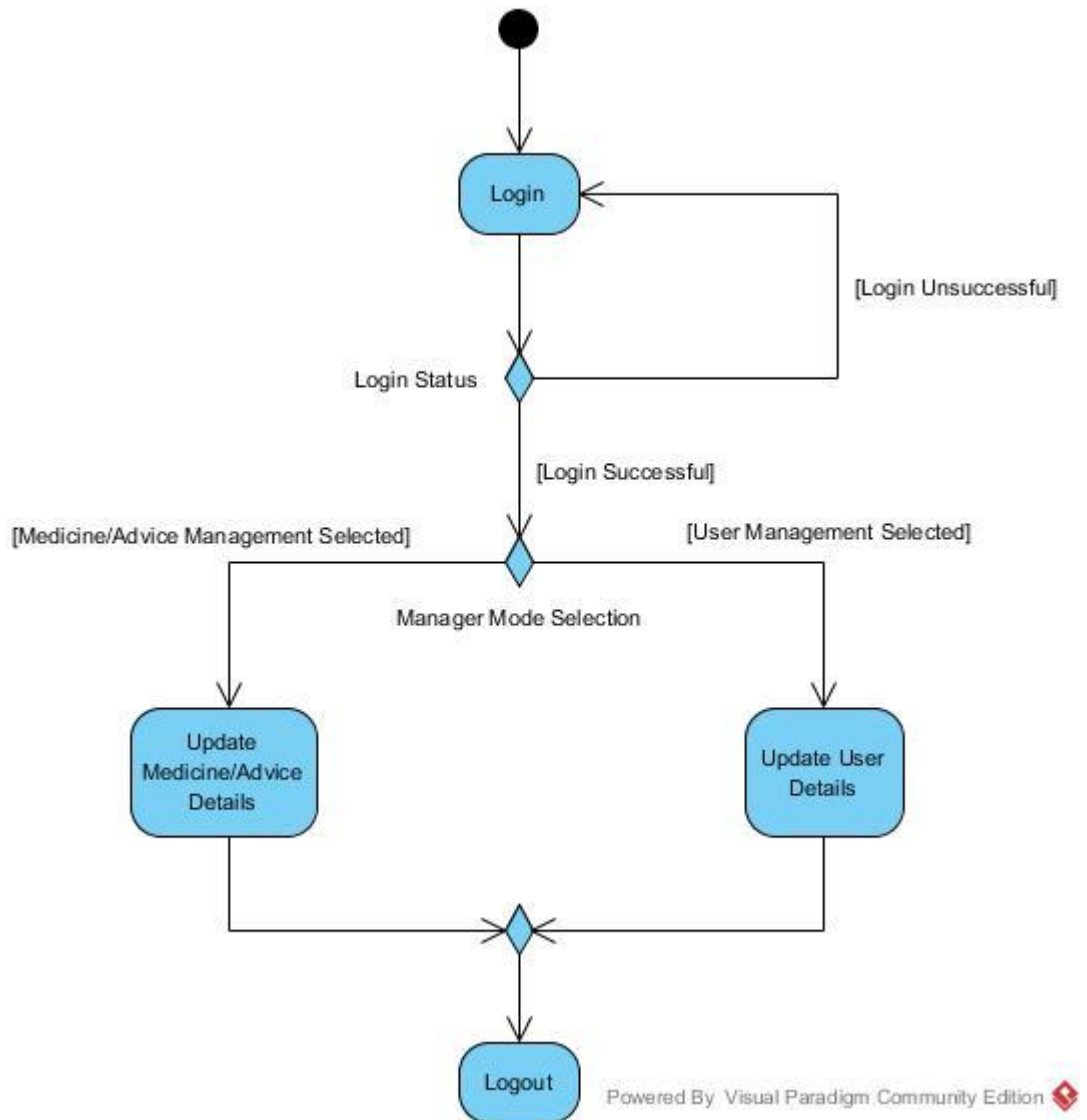 Login
[Login Unsuccessful]
Login Status
[Login Successful]
[Medicine/Advice Management Selected]
[User Management Selected]
Manager Mode Selection
Update
Medicine/Advice
Details
Update User
Details
Logout
Powered By Visual Paradigm Community Edition